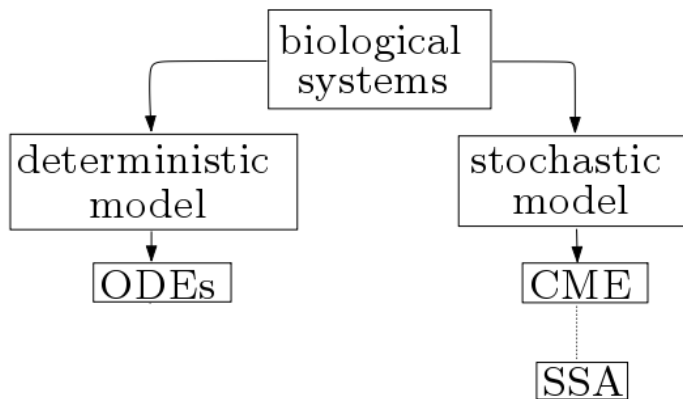 biological
systems
deterministic
model
stochastic
model
ODEs
CME
SSA